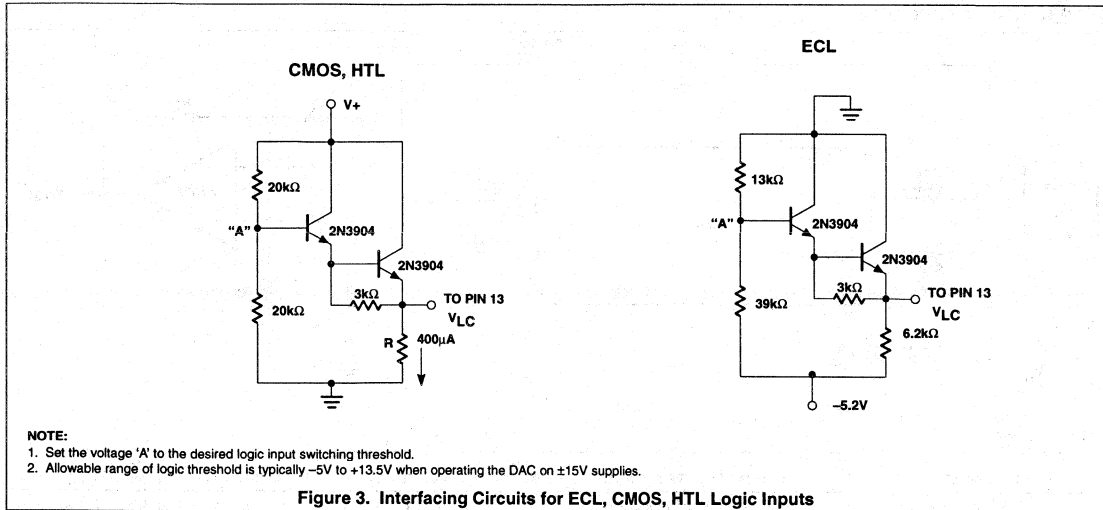 CMOS, HTL
V+
20kΩ
“A”
2N3904
2N3904
3kΩ
TO PIN 13
VLC
20kΩ
R
400µA
ECL
13kΩ
“A”
2N3904
2N3904
3kΩ
TO PIN 13
VLC
39kΩ
6.2kΩ
–5.2V
NOTE:
1. Set the voltage 'A' to the desired logic input switching threshold.
2. Allowable range of logic threshold is typically –5V to +13.5V when operating the DAC on ±15V supplies.
Figure 3. Interfacing Circuits for ECL, CMOS, HTL Logic Inputs